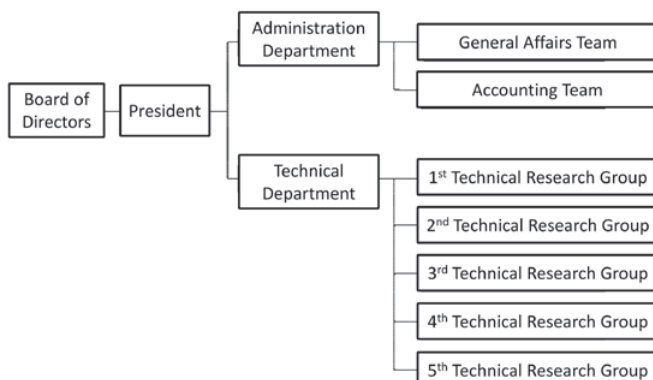 Board of
Directors
President
Administration
Department
General Affairs Team
Accounting Team
Technical
Department
1st Technical Research Group
2nd Technical Research Group
3rd Technical Research Group
4th Technical Research Group
5th Technical Research Group